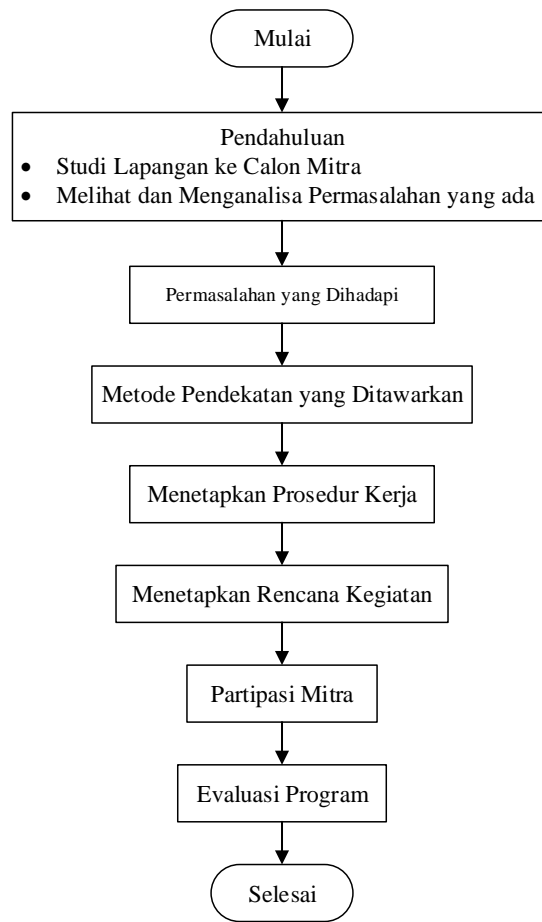 Mulai
Pendahuluan
• Studi Lapangan ke Calon Mitra
• Melihat dan Menganalisa Permasalahan yang ada
Permasalahan yang Dihadapi
Metode Pendekatan yang Ditawarkan
Menetapkan Prosedur Kerja
Menetapkan Rencana Kegiatan
Partipasi Mitra
Evaluasi Program
Selesai